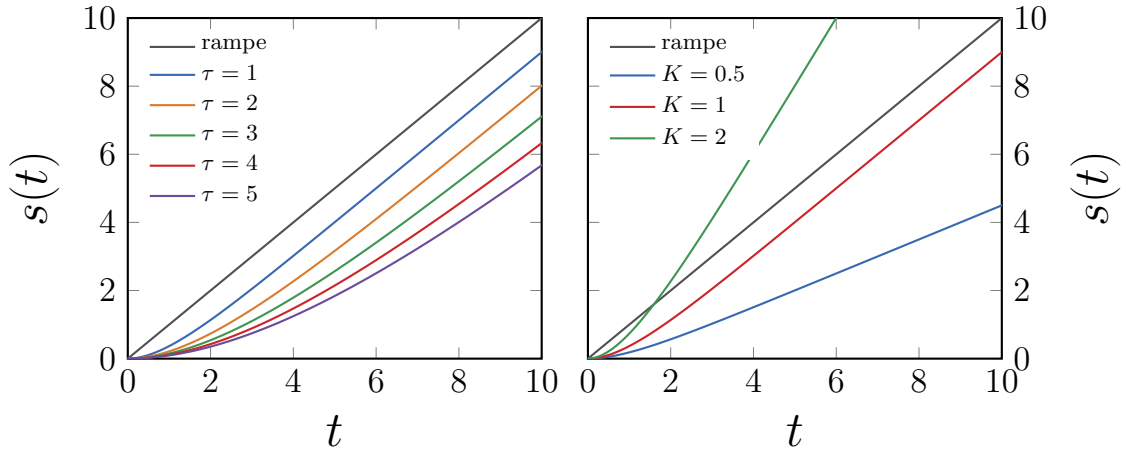 10
8
6
4
2
0
s(t)
rampe
τ = 1
τ = 2
τ = 3
τ = 4
τ = 5
0 2 4 6 8 10
t
rampe
K = 0.5
K = 1
K = 2
2 4 6 8 10
0
t
10
8
6
4
2
0
s(t)